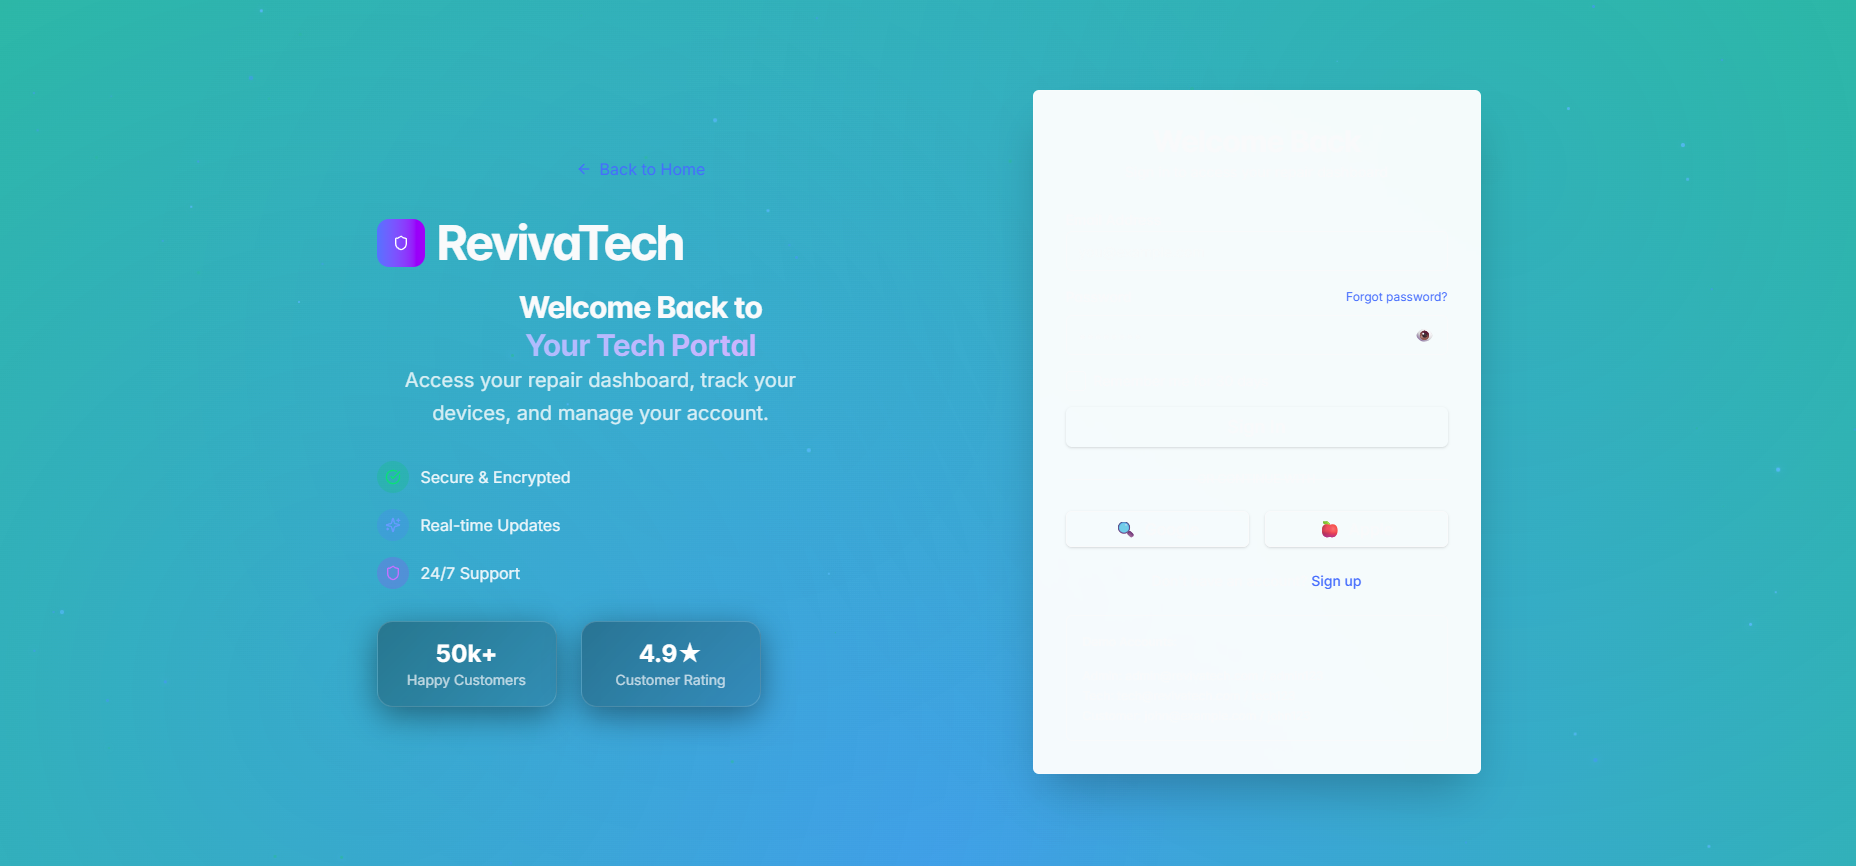 Back to Home
RevivaTech
Welcome Back to
Your Tech Portal
Access your repair dashboard, track your
devices, and manage your account.
Secure & Encrypted
Real-time Updates
24/7 Support
50k+
Happy Customers
4.9★
Customer Rating
Forgot password?
Sign up